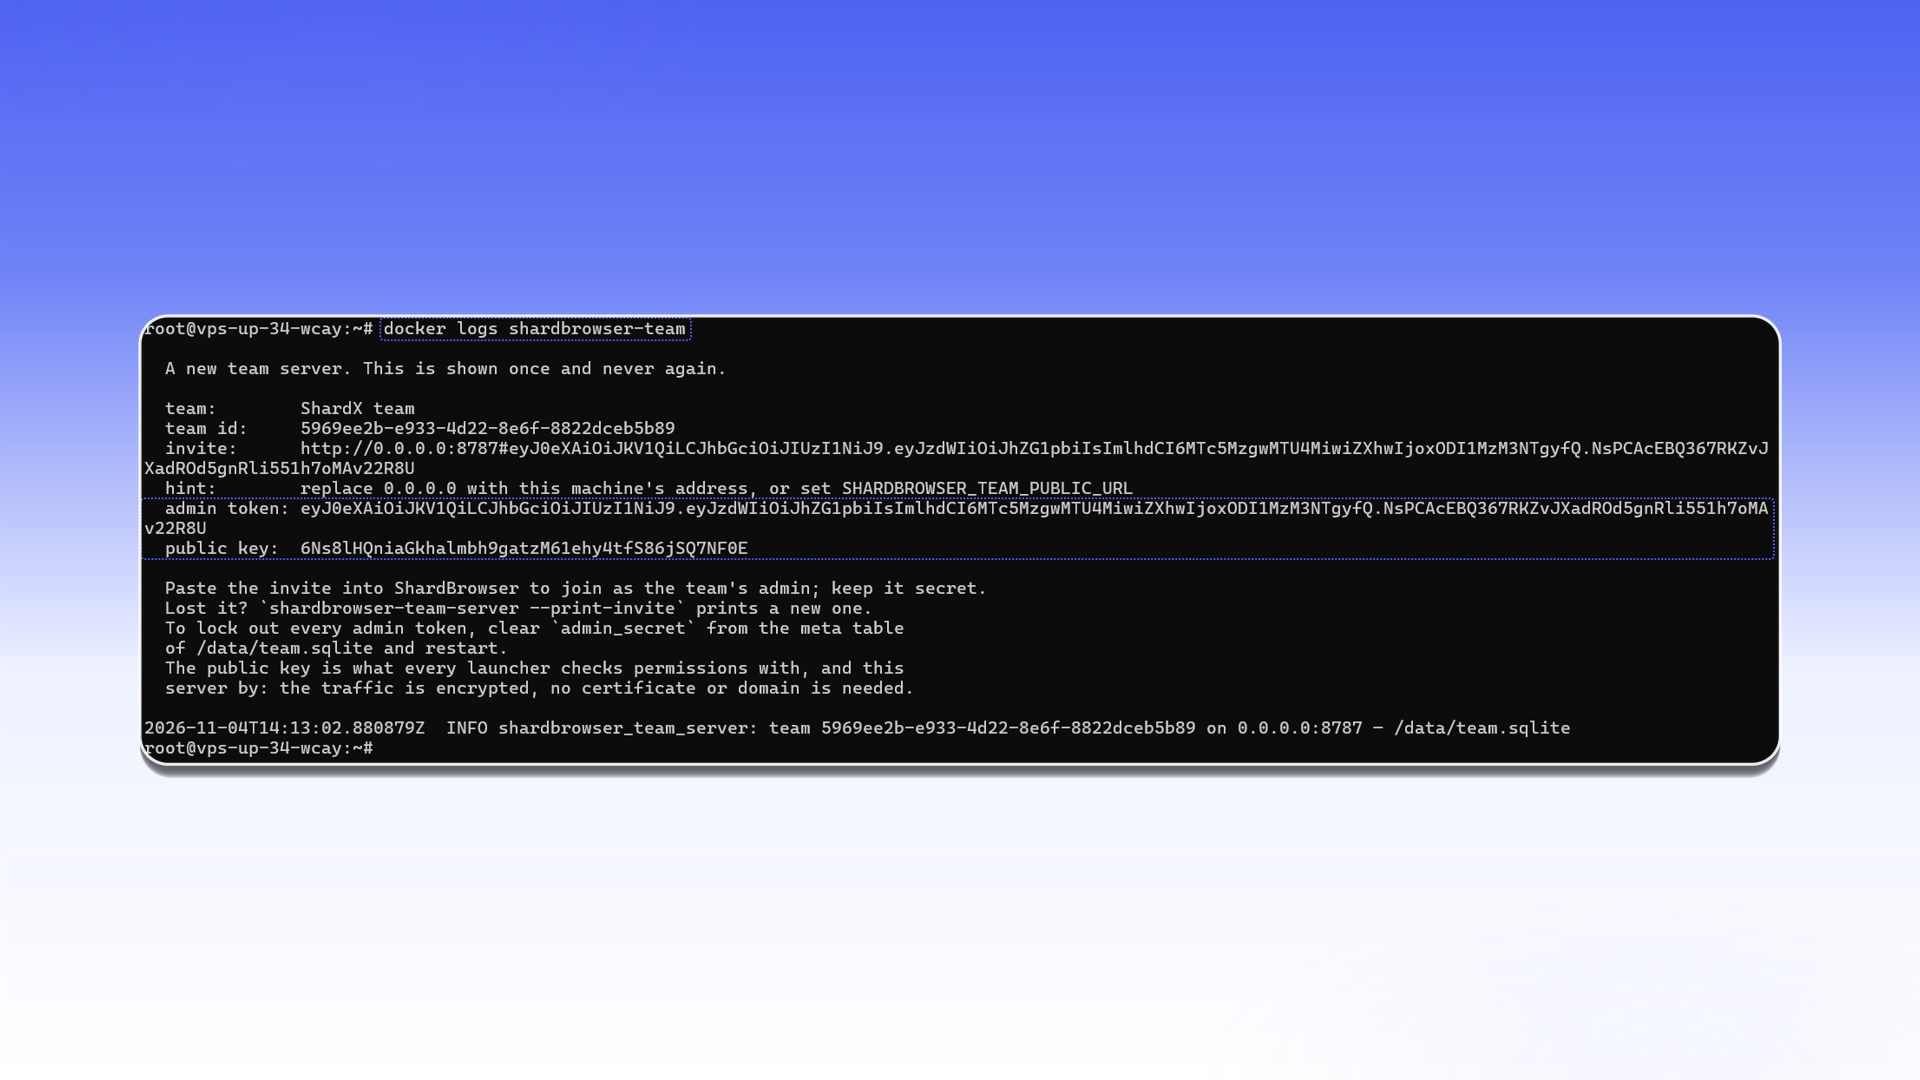 root@vps-up-34-wcay:~# docker logs shardbrowser-team
A new team server. This is shown once and never again.
team: ShardX team
team id: 5969ee2b-e933-4d22-8e6f-8822dceb5b89
invite: http://0.0.0.0:8787#eyJ0eXAiOiJKV1QiLCJhbGciOiJIUzI1NiJ9.eyJzdWIiOiJhZG1pbiIsImlhdCI6MTc5MzgwMTU4MiwiZXhwIjoxODI1MzM3NTgyfQ.NsPCAcEBQ367RKZvJ
XadROd5gnRli551h7oMAv22R8U
hint: replace 0.0.0.0 with this machine's address, or set SHARDBROWSER_TEAM_PUBLIC_URL
admin token: eyJ0eXAiOiJKV1QiLCJhbGciOiJIUzI1NiJ9.eyJzdWIiOiJhZG1pbiIsImlhdCI6MTc5MzgwMTU4MiwiZXhwIjoxODI1MzM3NTgyfQ.NsPCAcEBQ367RKZvJXadROd5gnRli551h7oMA
v22R8U
public key: 6Ns8lHQniaGkhalmbh9gatzM61ehy4tfS86jSQ7NF0E
Paste the invite into ShardBrowser to join as the team's admin; keep it secret.
Lost it? `shardbrowser-team-server --print-invite` prints a new one.
To lock out every admin token, clear `admin_secret` from the meta table
of /data/team.sqlite and restart.
The public key is what every launcher checks permissions with, and this
server by: the traffic is encrypted, no certificate or domain is needed.
2026-11-04T14:13:02.880879Z  INFO shardbrowser_team_server: team 5969ee2b-e933-4d22-8e6f-8822dceb5b89 on 0.0.0.0:8787 — /data/team.sqlite
root@vps-up-34-wcay:~#